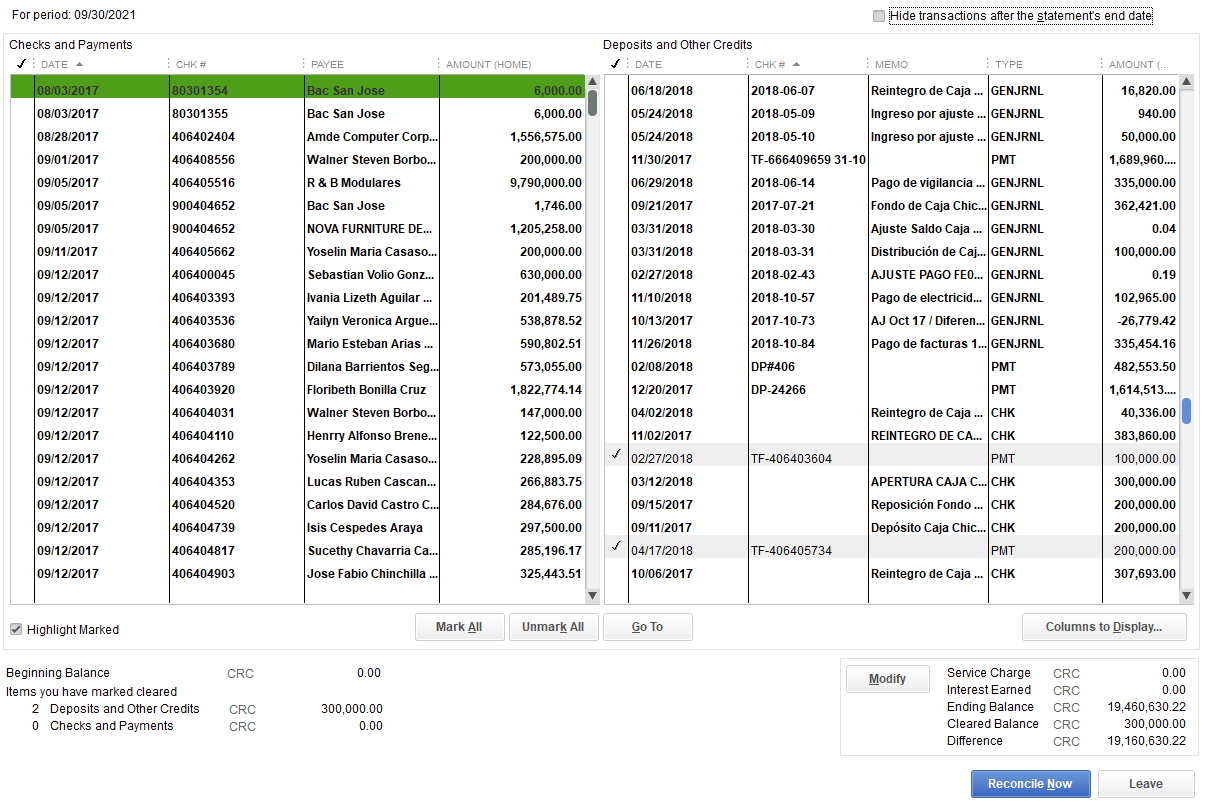 For period: 09/30/2021
Hide transactions after the statement's end date
Checks and Payments
Deposits and Other Credits
✓ DATE CHK # PAYEE AMOUNT (HOME)
08/03/2017 80301354 Bac San Jose 6,000.00
08/03/2017 80301355 Bac San Jose 6,000.00
08/28/2017 406402404 Amde Computer Corp... 1,556,575.00
09/01/2017 406408556 Walner Steven Borbo... 200,000.00
09/05/2017 406405516 R & B Modulares 9,790,000.00
09/05/2017 900404652 Bac San Jose 1,746.00
09/05/2017 900404652 NOVA FURNITURE DE... 1,205,258.00
09/11/2017 406405662 Yoselin Maria Casaso... 200,000.00
09/12/2017 406400045 Sebastian Volio Gonz... 630,000.00
09/12/2017 406403393 Ivania Lizeth Aguilar ... 201,489.75
09/12/2017 406403536 Yailyn Veronica Argue... 538,878.52
09/12/2017 406403680 Mario Esteban Arias ... 590,802.51
09/12/2017 406403789 Dilana Barrientos Seg... 573,055.00
09/12/2017 406403920 Floribeth Bonilla Cruz 1,822,774.14
09/12/2017 406404031 Walner Steven Borbo... 147,000.00
09/12/2017 406404110 Henrry Alfonso Brene... 122,500.00
09/12/2017 406404262 Yoselin Maria Casaso... 228,895.09
09/12/2017 406404353 Lucas Ruben Cascan... 266,883.75
09/12/2017 406404520 Carlos David Castro C... 284,676.00
09/12/2017 406404739 Isis Cespedes Araya 297,500.00
09/12/2017 406404817 Sucethy Chavarria Ca... 285,196.17
09/12/2017 406404903 Jose Fabio Chinchilla ... 325,443.51
✓ DATE CHK # MEMO TYPE AMOUNT (...
06/18/2018 2018-06-07 Reintegro de Caja ... GENJRNL 16,820.00
05/24/2018 2018-05-09 Ingreso por ajuste ... GENJRNL 940.00
05/24/2018 2018-05-10 Ingreso por ajuste ... GENJRNL 50,000.00
11/30/2017 TF-666409659 31-10 PMT 1,689,960....
06/29/2018 2018-06-14 Pago de vigilancia ... GENJRNL 335,000.00
09/21/2017 2017-07-21 Fondo de Caja Chic... GENJRNL 362,421.00
03/31/2018 2018-03-30 Ajuste Saldo Caja ... GENJRNL 0.04
03/31/2018 2018-03-31 Distribución de Caj... GENJRNL 100,000.00
02/27/2018 2018-02-43 AJUSTE PAGO FE0... GENJRNL 0.19
11/10/2018 2018-10-57 Pago de electricid... GENJRNL 102,965.00
10/13/2017 2017-10-73 AJ Oct 17 / Diferen... GENJRNL -26,779.42
11/26/2018 2018-10-84 Pago de facturas 1... GENJRNL 335,454.16
02/08/2018 DP#406 PMT 482,553.50
12/20/2017 DP-24266 PMT 1,614,513....
04/02/2018 Reintegro de Caja ... CHK 40,336.00
11/02/2017 REINTEGRO DE CA... CHK 383,860.00
✓ 02/27/2018 TF-406403604 PMT 100,000.00
03/12/2018 APERTURA CAJA C... CHK 300,000.00
09/15/2017 Reposición Fondo ... CHK 200,000.00
09/11/2017 Depósito Caja Chic... CHK 200,000.00
✓ 04/17/2018 TF-406405734 PMT 200,000.00
10/06/2017 Reintegro de Caja ... CHK 307,693.00
Highlight Marked
Mark All Unmark All Go To Columns to Display...
Beginning Balance CRC 0.00
Items you have marked cleared
2 Deposits and Other Credits CRC 300,000.00
0 Checks and Payments CRC 0.00
Modify
Service Charge CRC 0.00
Interest Earned CRC 0.00
Ending Balance CRC 19,460,630.22
Cleared Balance CRC 300,000.00
Difference CRC 19,160,630.22
Reconcile Now Leave